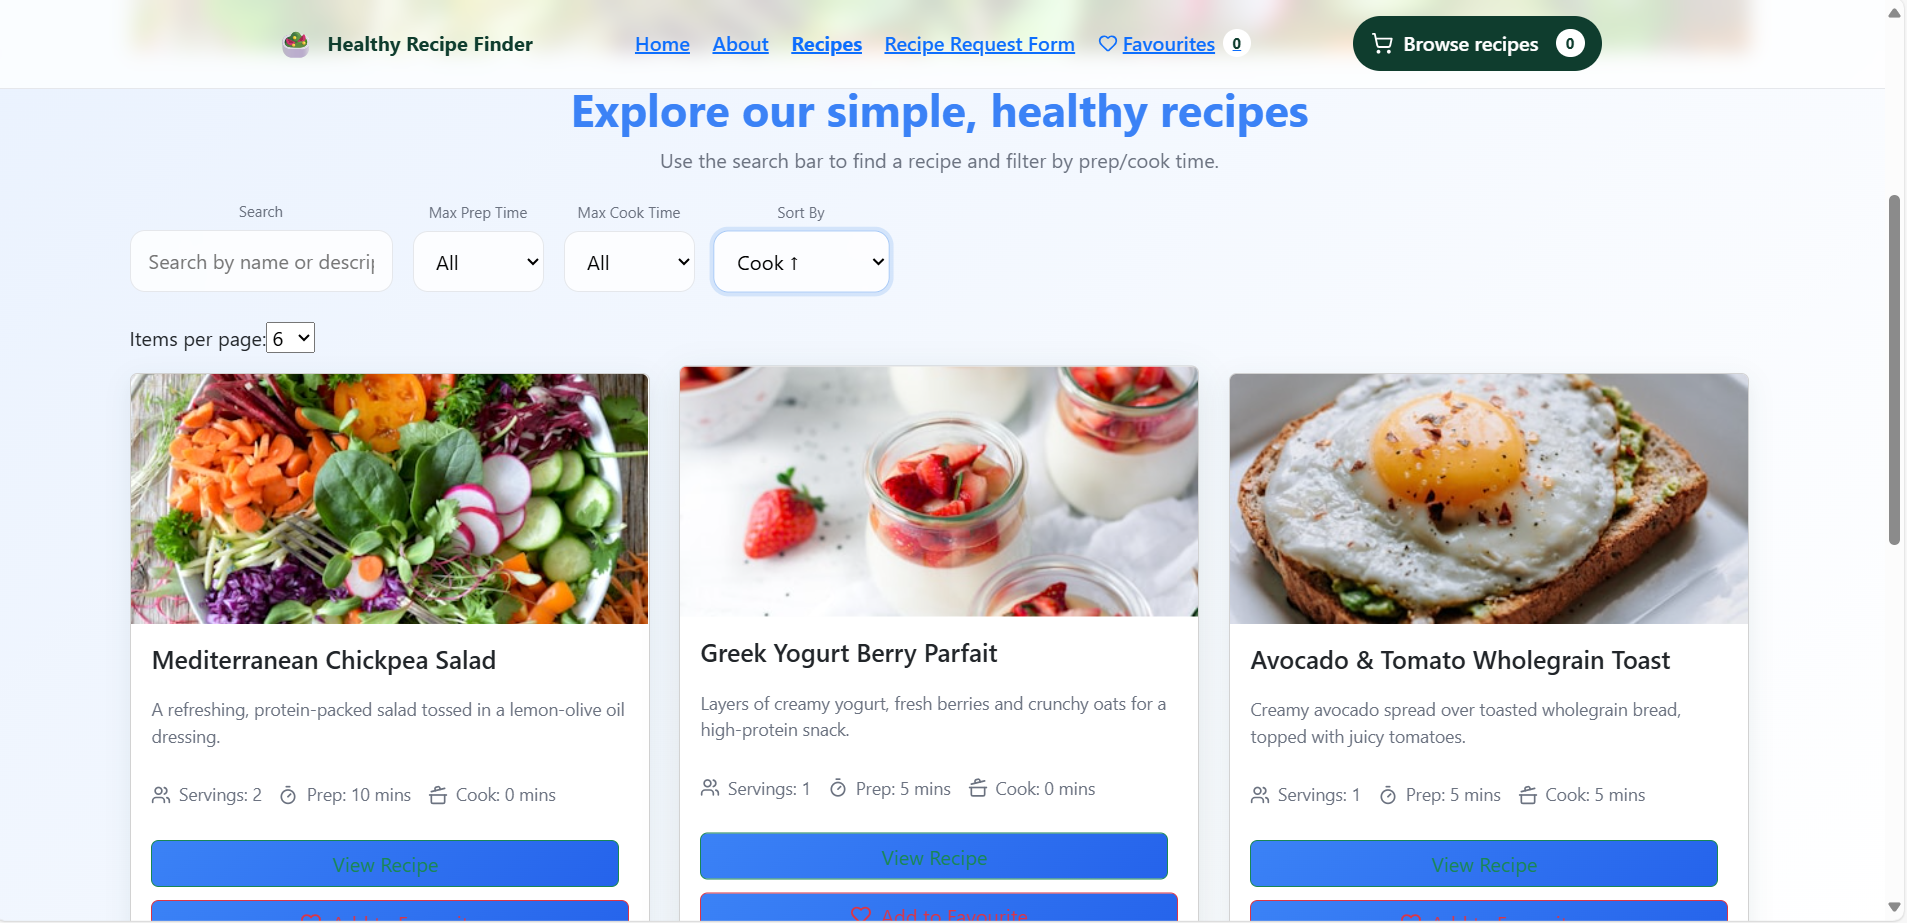 Healthy Recipe Finder
Home About Recipes Recipe Request Form Favourites 0
Browse recipes 0
Explore our simple, healthy recipes
Use the search bar to find a recipe and filter by prep/cook time.
Search Max Prep Time Max Cook Time Sort By
Search by name or descrip All All Cook ↑
Items per page: 6
Mediterranean Chickpea Salad
A refreshing, protein-packed salad tossed in a lemon-olive oil
dressing.
Servings: 2 Prep: 10 mins Cook: 0 mins
View Recipe
Greek Yogurt Berry Parfait
Layers of creamy yogurt, fresh berries and crunchy oats for a
high-protein snack.
Servings: 1 Prep: 5 mins Cook: 0 mins
View Recipe
Add to Favourite
Avocado & Tomato Wholegrain Toast
Creamy avocado spread over toasted wholegrain bread,
topped with juicy tomatoes.
Servings: 1 Prep: 5 mins Cook: 5 mins
View Recipe